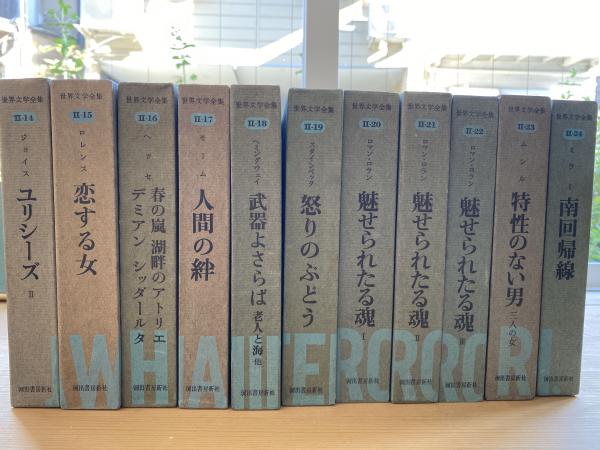 世界文学全集
II-14
ジョイス
ユリシーズ II
世界文学全集
II-15
ロレンス
恋する女
河出書房新社
世界文学全集
II-16
ヘッセ
春の嵐 湖畔のアトリエ
デミアン シッダールタ
河出書房新社
世界文学全集
II-17
モーム
人間の絆
河出書房新社
世界文学全集
II-18
ヘミングウェイ
武器よさらば 老人と海 他
河出書房新社
世界文学全集
II-19
スタインベック
怒りのぶどう
河出書房新社
世界文学全集
II-20
ロマン・ロラン
魅せられたる魂 I
河出書房新社
世界文学全集
II-21
ロマン・ロラン
魅せられたる魂 II
河出書房新社
世界文学全集
II-22
ロマン・ロラン
魅せられたる魂 III
河出書房新社
世界文学全集
II-23
ムシル
特性のない男 三人の女
河出書房新社
世界文学全集
II-24
ミラー
南回帰線
河出書房新社